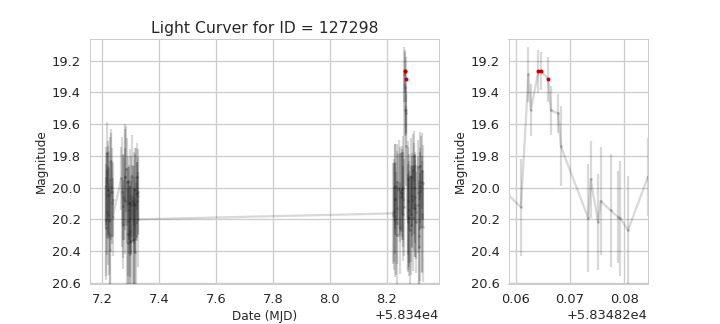 Light Curver for ID = 127298
Magnitude
19.2
19.4
19.6
19.8
20.0
20.2
20.4
20.6
7.2 7.4 7.6 7.8 8.0 8.2
Date (MJD)
+5.834e4
Magnitude
19.2
19.4
19.6
19.8
20.0
20.2
20.4
20.6
0.06 0.07 0.08
+5.83482e4